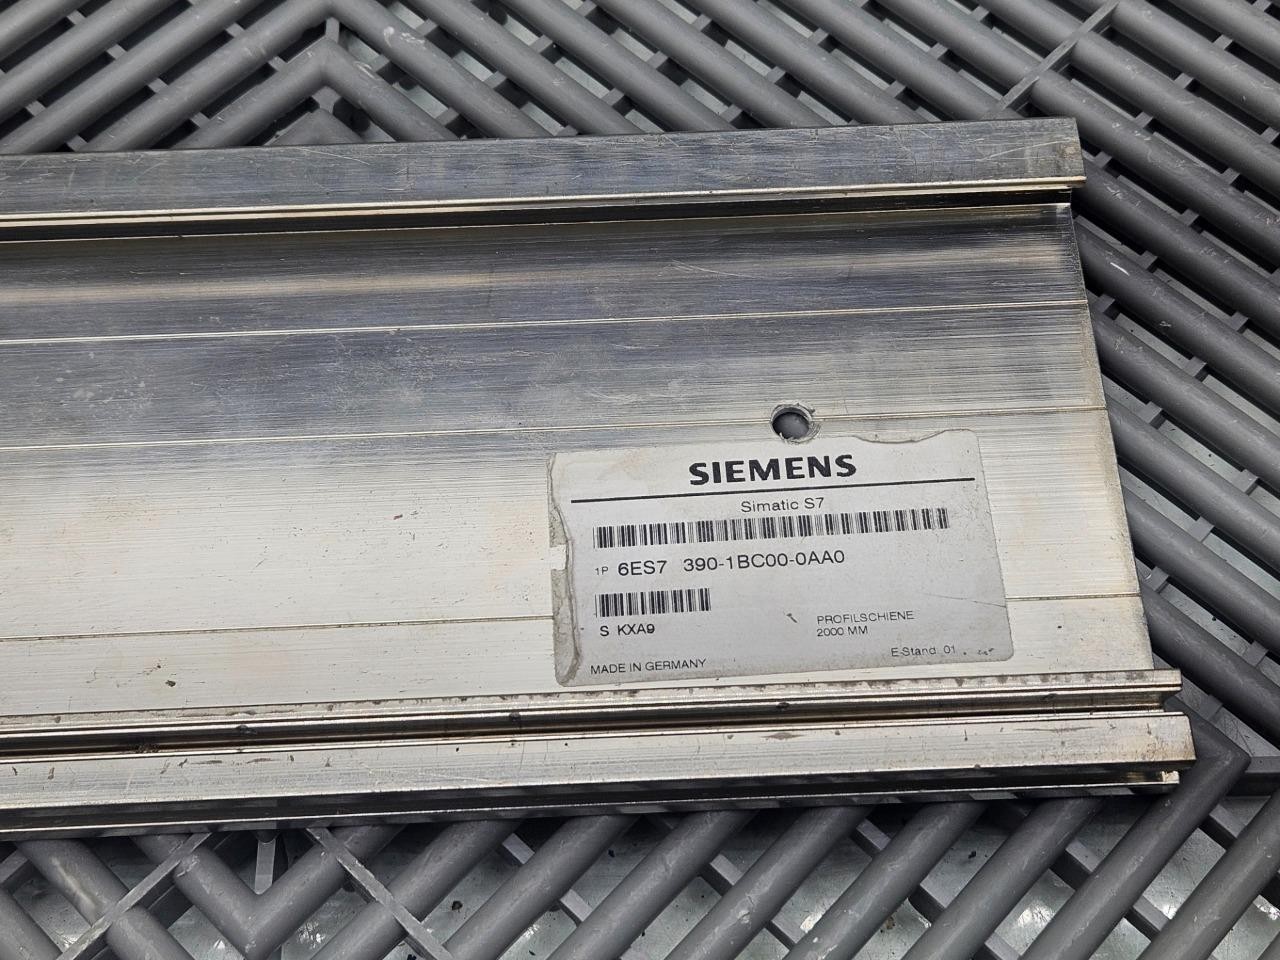 SIEMENS
Simatic S7
1P 6ES7 390-1BC00-0AA0
S KXA9
PROFILSCHIENE
2000 MM
MADE IN GERMANY
E-Stand 01